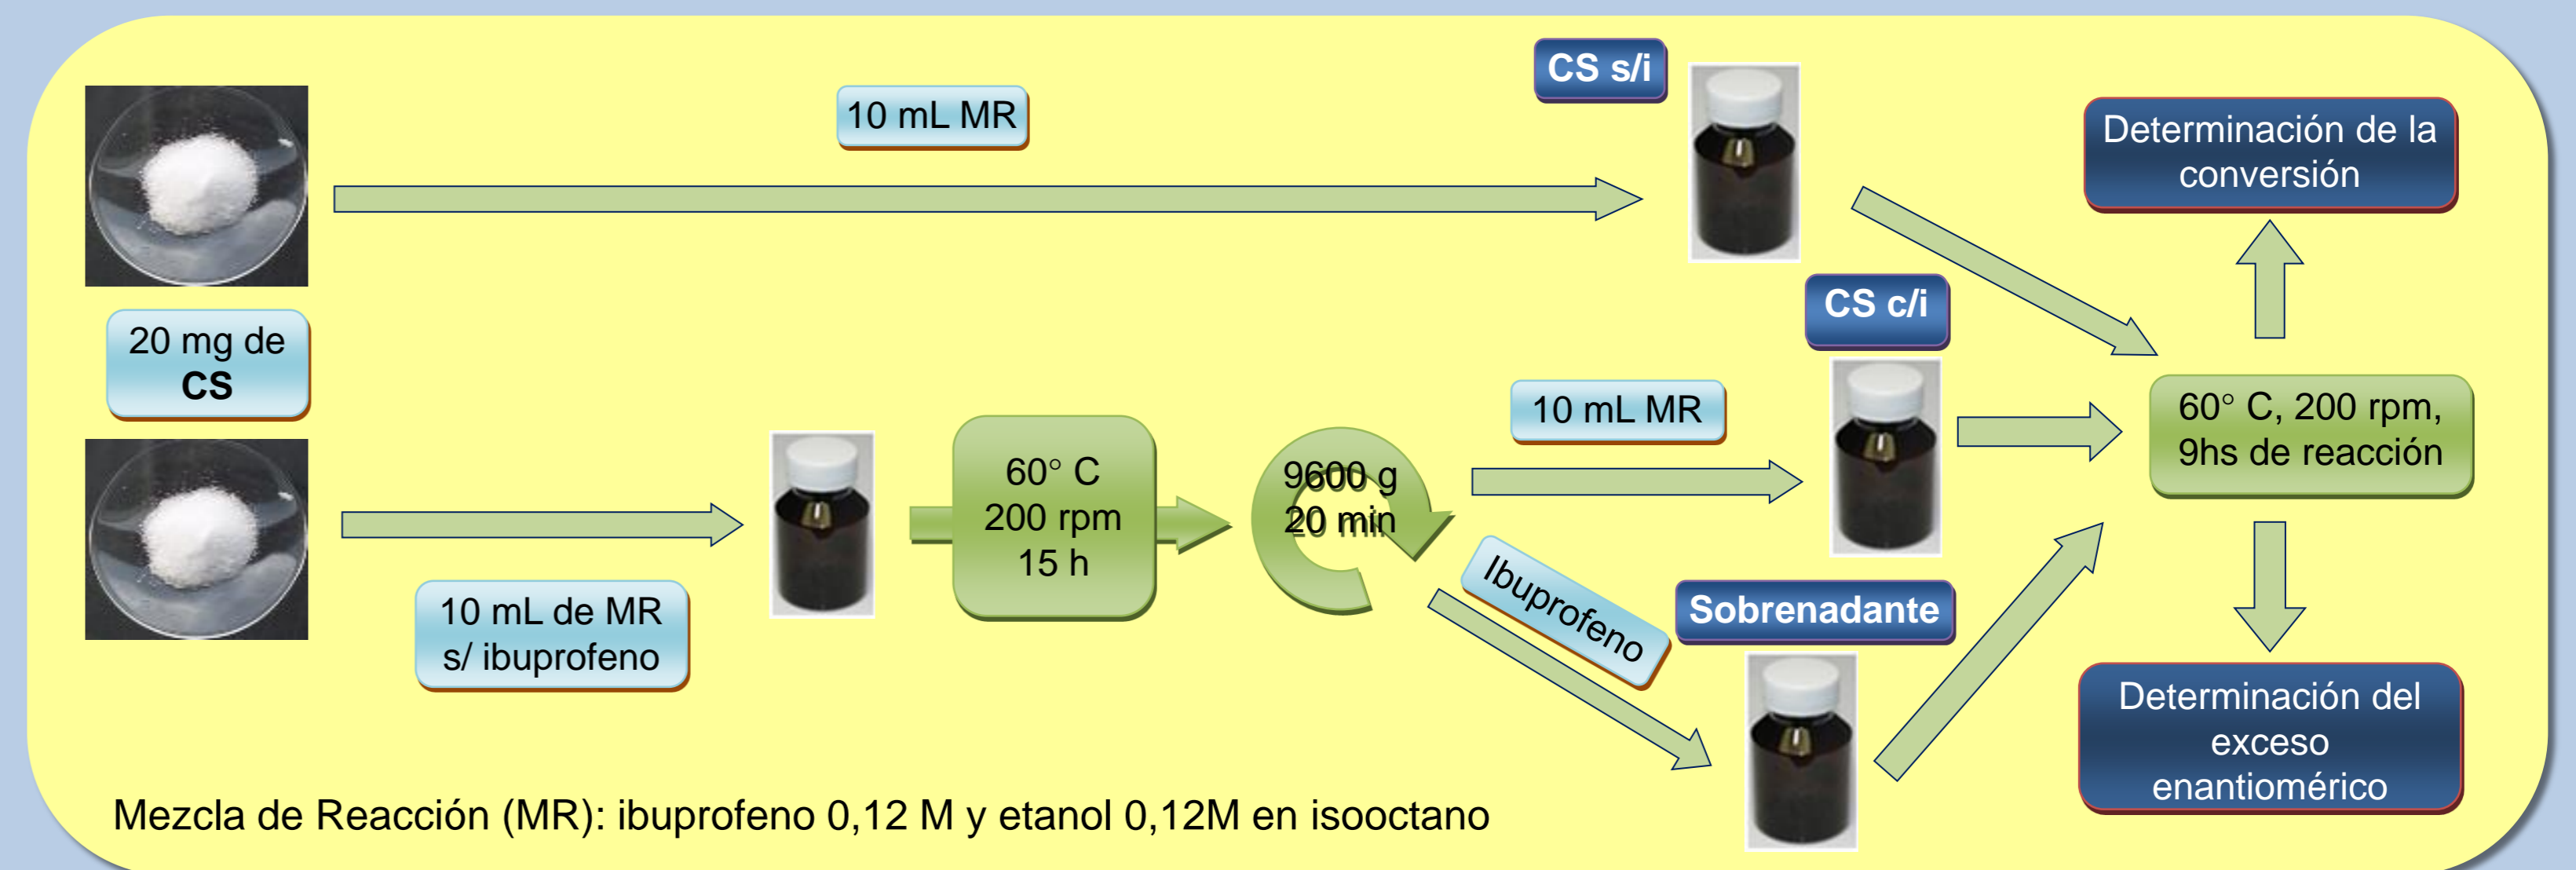 CS s/i
10 mL MR
Determinación de la
conversión
CS c/i
20 mg de
CS
10 mL MR
60° C, 200 rpm,
9hs de reacción
60° C
200 rpm
15 h
9600 g
20 min
Ibuprofeno
Sobrenadante
10 mL de MR
s/ ibuprofeno
Determinación del
exceso
enantiomérico
Mezcla de Reacción (MR): ibuprofeno 0,12 M y etanol 0,12M en isooctano